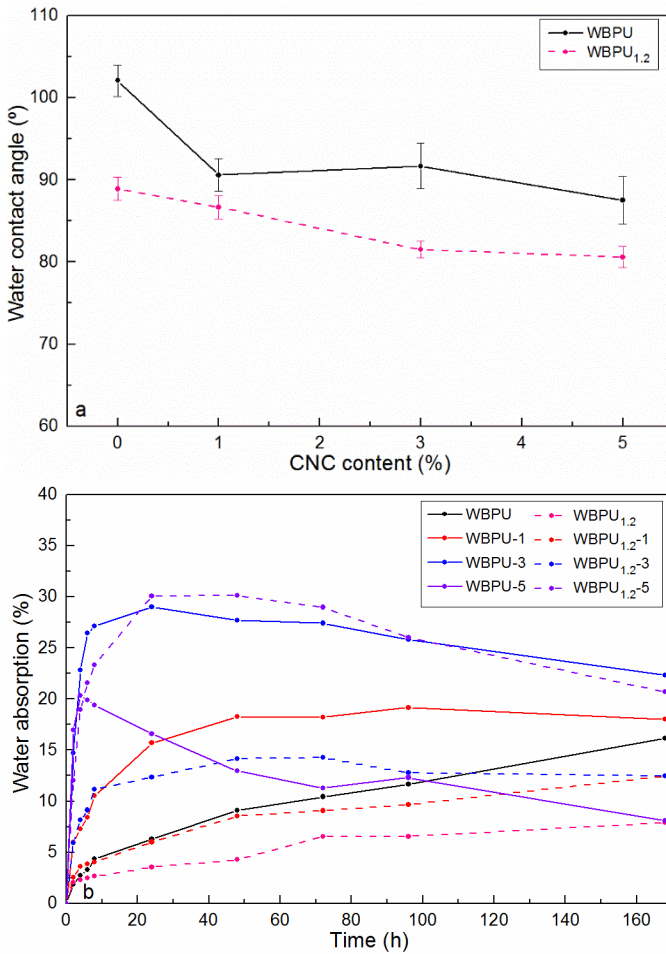 110
100
90
80
70
60
Water contact angle (º)
WBPU
WBPU1.2
a
0 1 2 3 4 5
CNC content (%)
40
35
30
25
20
15
10
5
0
Water absorption (%)
WBPU WBPU1.2
WBPU-1 WBPU1.2-1
WBPU-3 WBPU1.2-3
WBPU-5 WBPU1.2-5
b
0 20 40 60 80 100 120 140 160
Time (h)